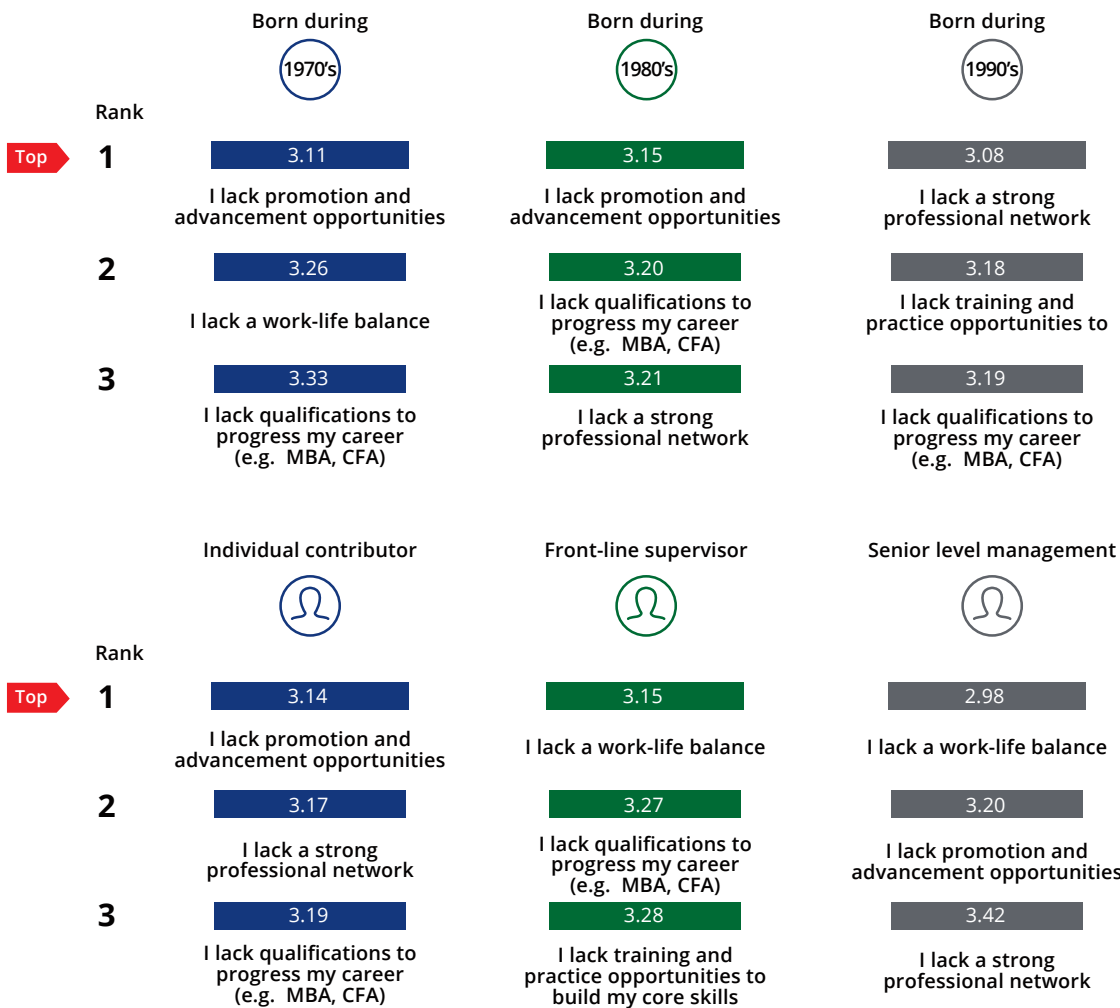 Born during
Born during
Born during
1970's
1980's
1990's
Rank
Top
1
3.11
3.15
3.08
I lack promotion and
advancement opportunities
I lack promotion and
advancement opportunities
I lack a strong
professional network
2
3.26
3.20
3.18
I lack a work-life balance
I lack qualifications to
progress my career
(e.g. MBA, CFA)
I lack training and
practice opportunities to
3
3.33
3.21
3.19
I lack qualifications to
progress my career
(e.g. MBA, CFA)
I lack a strong
professional network
I lack qualifications to
progress my career
(e.g. MBA, CFA)
Individual contributor
Front-line supervisor
Senior level management
Rank
Top
1
3.14
3.15
2.98
I lack promotion and
advancement opportunities
I lack a work-life balance
I lack a work-life balance
2
3.17
3.27
3.20
I lack a strong
professional network
I lack qualifications to
progress my career
(e.g. MBA, CFA)
I lack promotion and
advancement opportunities
3
3.19
3.28
3.42
I lack qualifications to
progress my career
(e.g. MBA, CFA)
I lack training and
practice opportunities to
build my core skills
I lack a strong
professional network